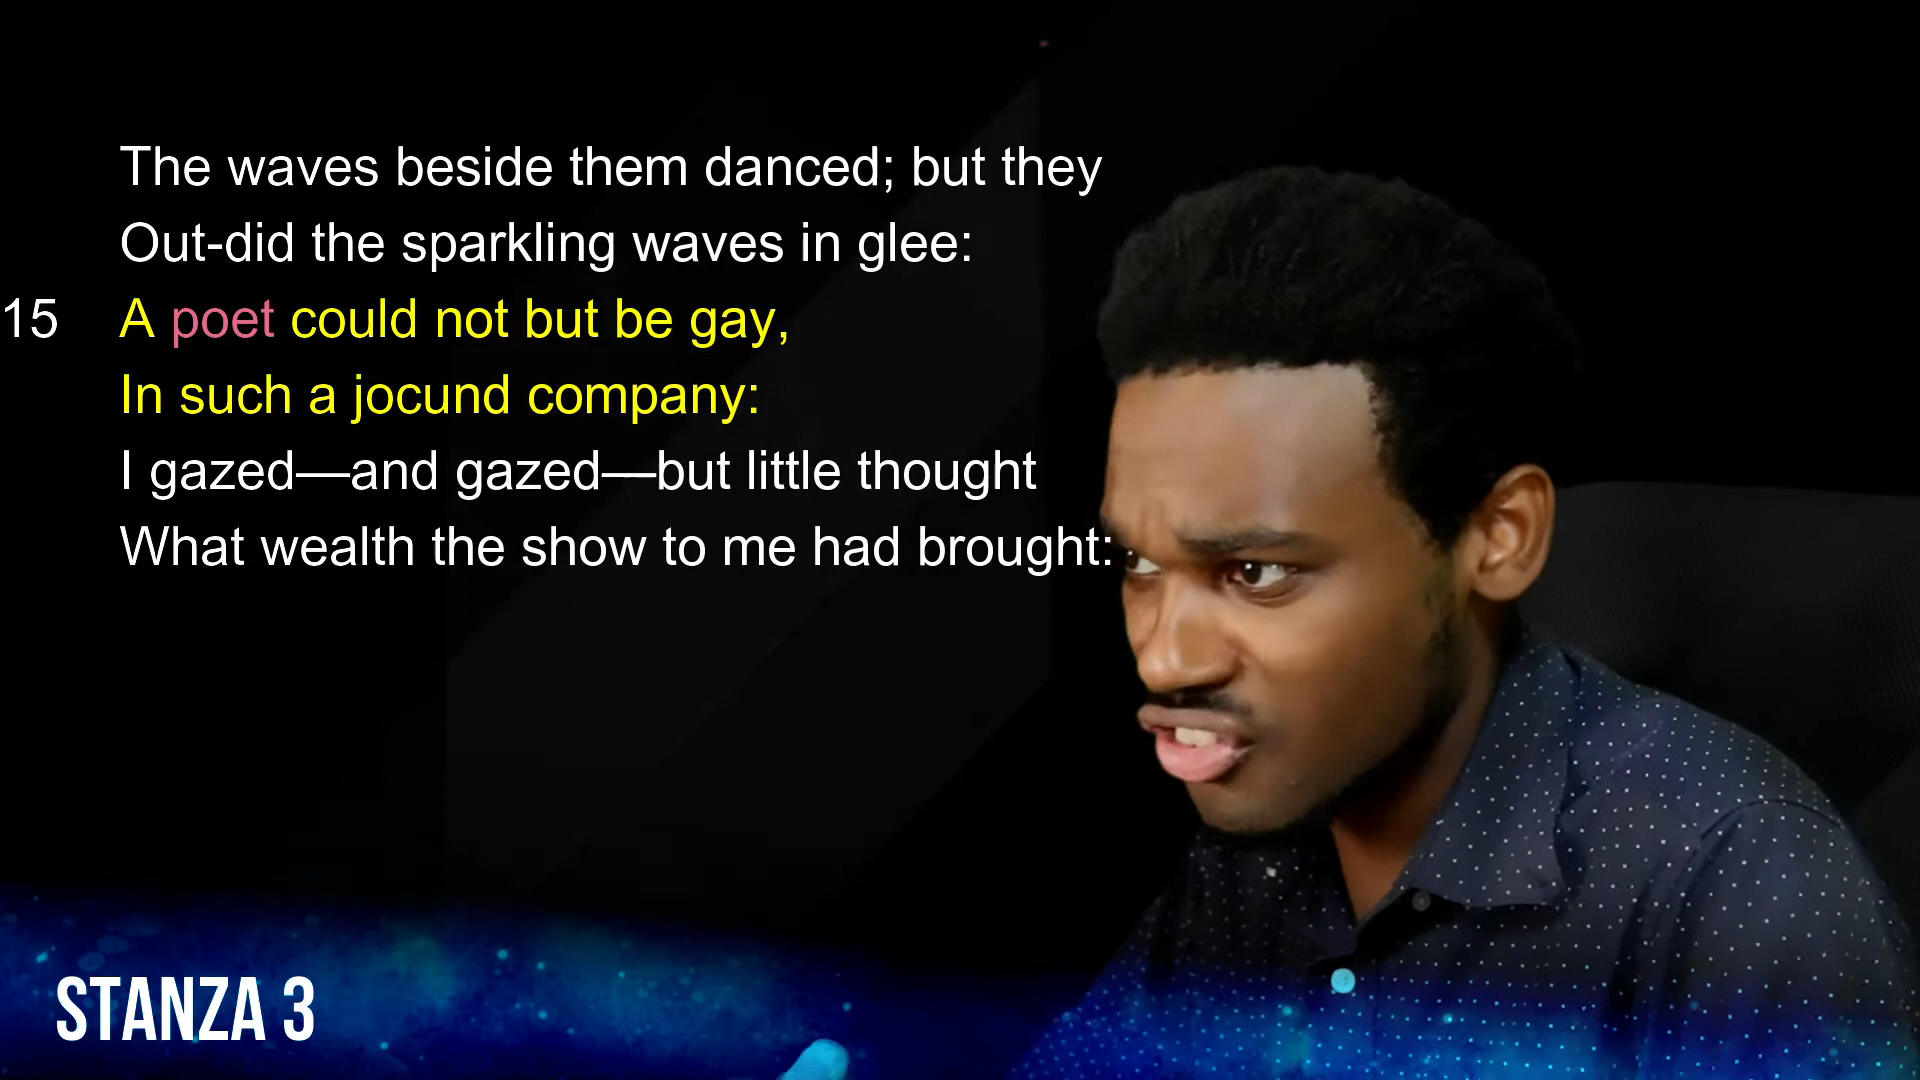 The waves beside them danced; but they
Out-did the sparkling waves in glee:
15 A poet could not but be gay,
In such a jocund company:
I gazed—and gazed—but little thought
What wealth the show to me had brought:
STANZA 3